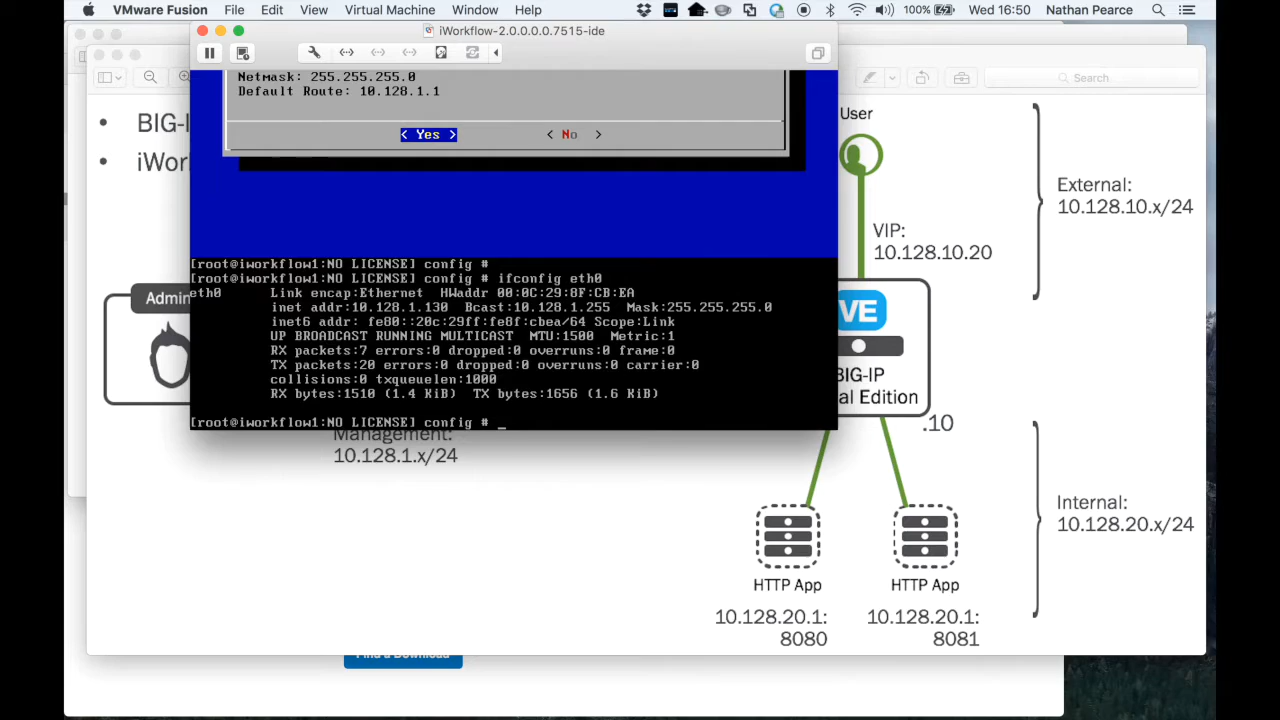 VMware Fusion File Edit View Virtual Machine Window Help 100% Wed 16:50 Nathan Pearce
iWorkflow-2.0.0.0.0.7515-ide
Search
Netmask: 255.255.255.0
Default Route: 10.128.1.1
< Yes > < No >
[root@iworkflow1:NO LICENSE] config #
[root@iworkflow1:NO LICENSE] config # ifconfig eth0
eth0 Link encap:Ethernet HWaddr 00:0C:29:8F:CB:EA
inet addr:10.128.1.130 Bcast:10.128.1.255 Mask:255.255.255.0
inet6 addr: fe80::20c:29ff:fe8f:cbea/64 Scope:Link
UP BROADCAST RUNNING MULTICAST MTU:1500 Metric:1
RX packets:7 errors:0 dropped:0 overruns:0 frame:0
TX packets:20 errors:0 dropped:0 overruns:0 carrier:0
collisions:0 txqueuelen:1000
RX bytes:1510 (1.4 KiB) TX bytes:1656 (1.6 KiB)
[root@iworkflow1:NO LICENSE] config # _
• BIG-I
• iWorkf
Admin
Management:
10.128.1.x/24
User
External:
10.128.10.x/24
VIP:
10.128.10.20
VE
BIG-IP
al Edition
.10
Internal:
10.128.20.x/24
HTTP App
10.128.20.1:
8080
HTTP App
10.128.20.1:
8081
Find a Download